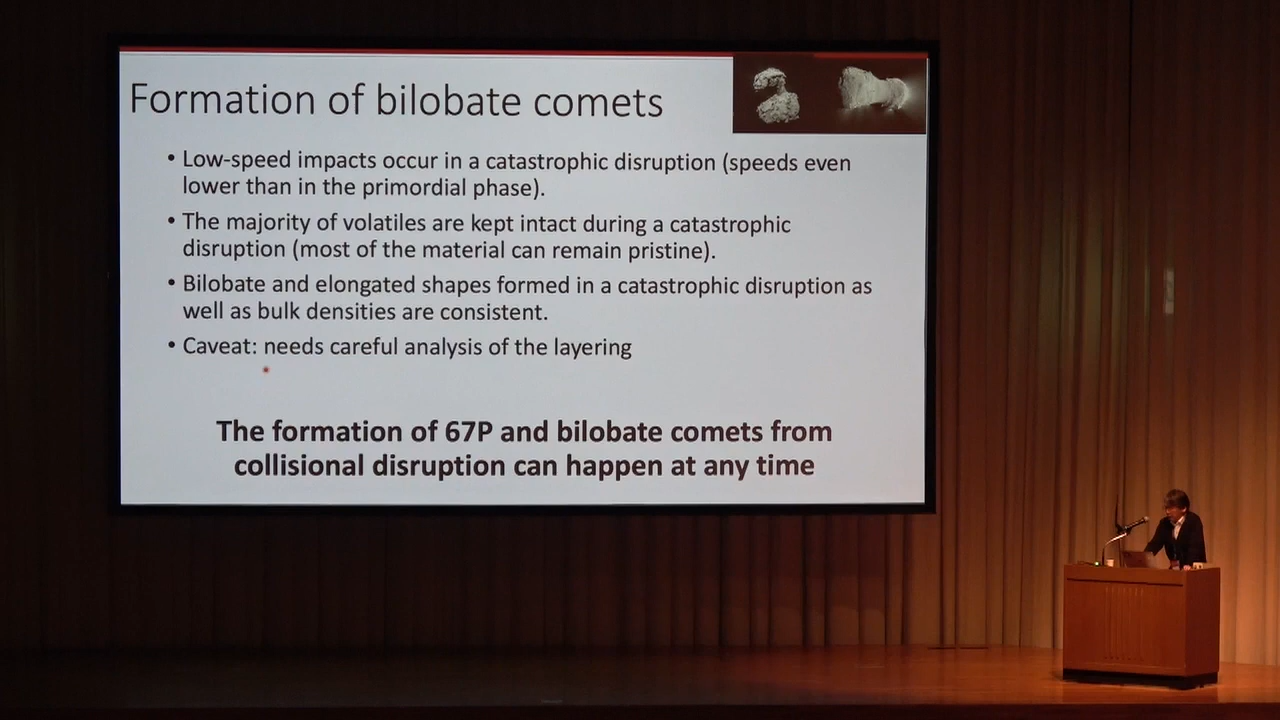 Formation of bilobate comets
• Low-speed impacts occur in a catastrophic disruption (speeds even
lower than in the primordial phase).
• The majority of volatiles are kept intact during a catastrophic
disruption (most of the material can remain pristine).
• Bilobate and elongated shapes formed in a catastrophic disruption as
well as bulk densities are consistent.
• Caveat: needs careful analysis of the layering
The formation of 67P and bilobate comets from
collisional disruption can happen at any time